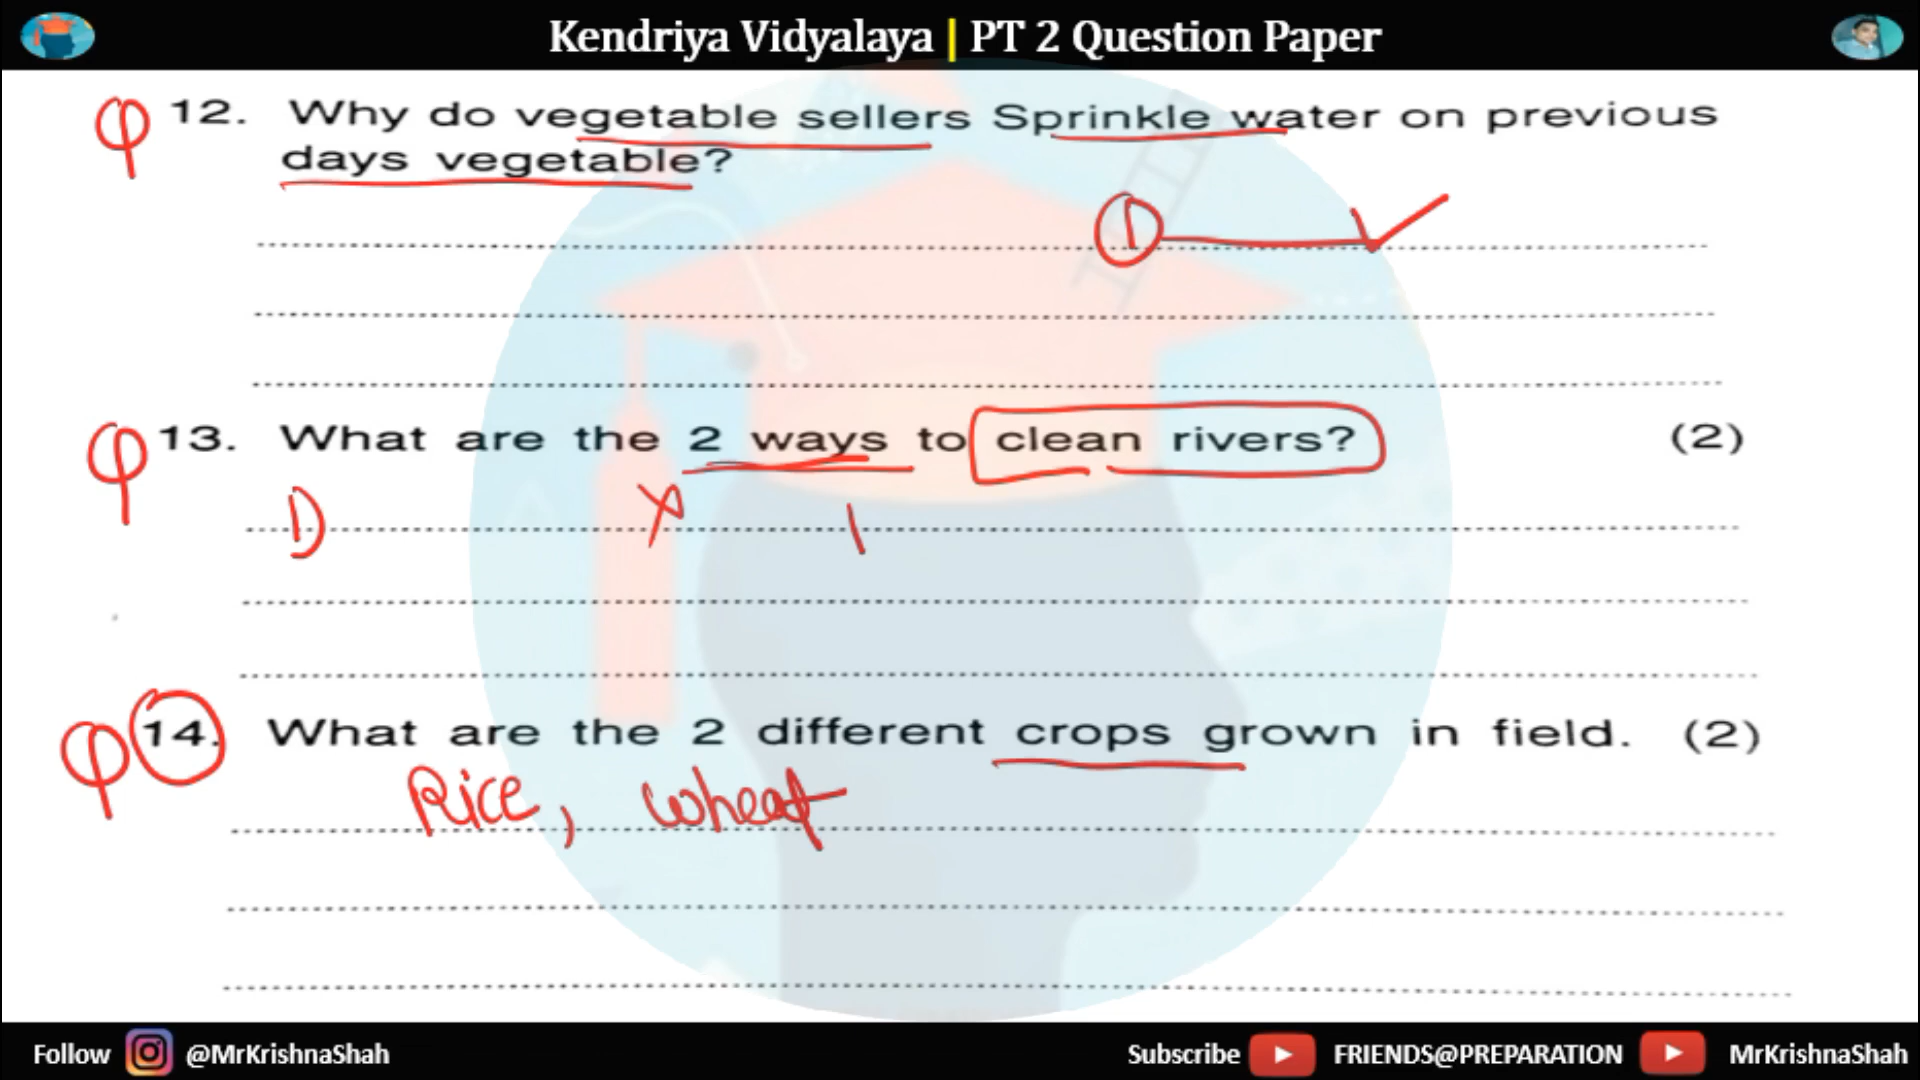 Kendriya Vidyalaya | PT 2 Question Paper
φ 12. Why do vegetable sellers Sprinkle water on previous
days vegetable?
①
φ 13. What are the 2 ways to clean rivers? (2)
φ 14. What are the 2 different crops grown in field. (2)
Rice, wheat
Follow @MrKrishnaShah Subscribe FRIENDS@PREPARATION MrKrishnaShah